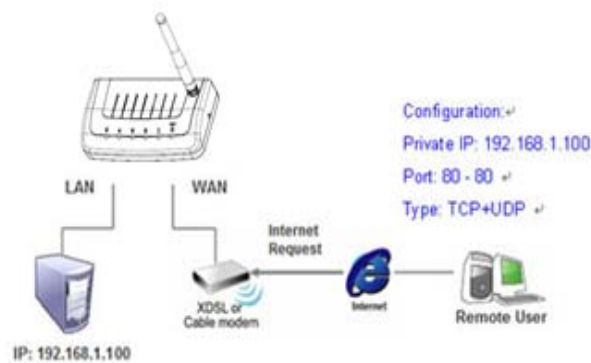 Configuration:↵
Private IP: 192.168.1.100
Port: 80 - 80 ↵
Type: TCP+UDP ↵
LAN
WAN
Internet
Request
XDSL or
Cable modem
Internet
Remote User
IP: 192.168.1.100